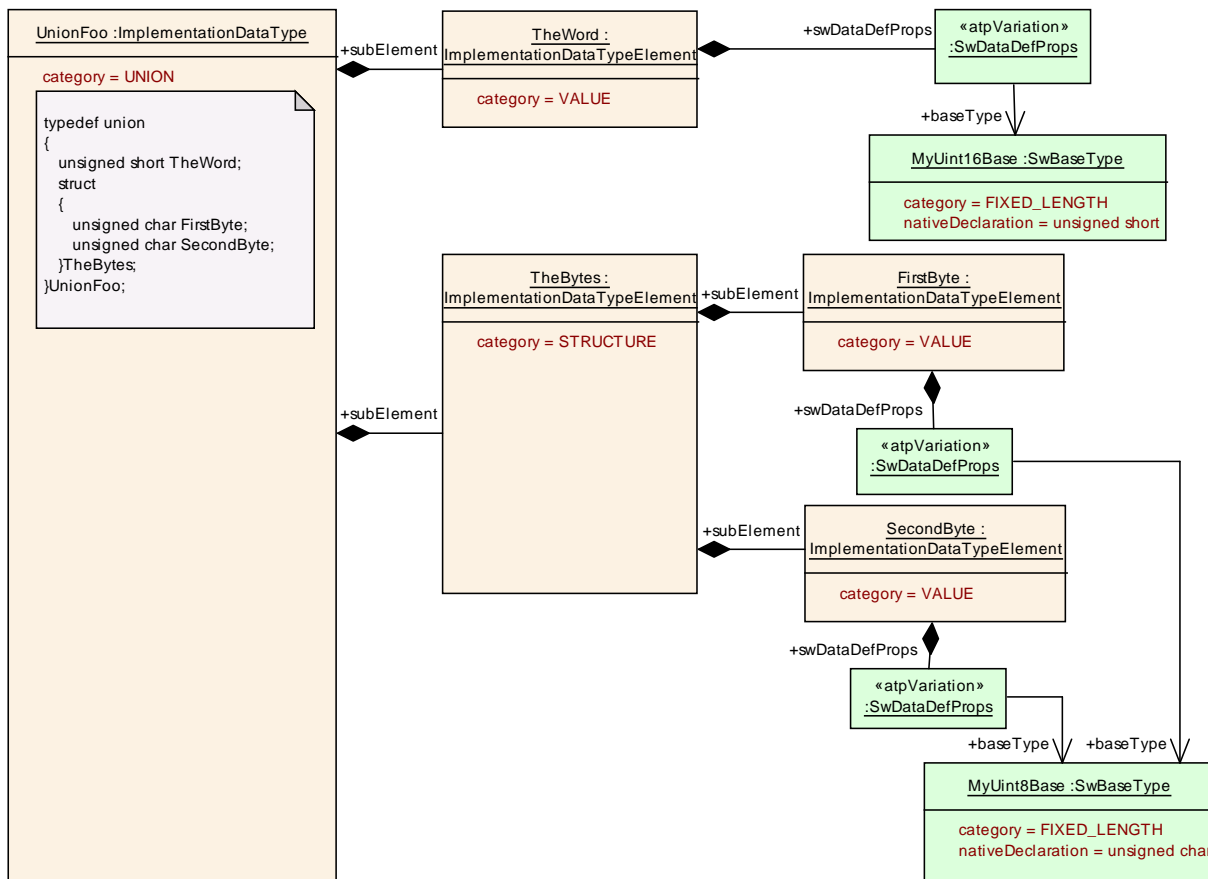 UnionFoo :ImplementationDataType
category = UNION
typedef union
{
unsigned short TheWord;
struct
{
unsigned char FirstByte;
unsigned char SecondByte;
}TheBytes;
}UnionFoo;
+subElement
TheWord :
ImplementationDataTypeElement
category = VALUE
+swDataDefProps
«atpVariation»
:SwDataDefProps
+baseType
MyUint16Base :SwBaseType
category = FIXED_LENGTH
nativeDeclaration = unsigned short
+subElement
TheBytes :
ImplementationDataTypeElement
category = STRUCTURE
+subElement
FirstByte :
ImplementationDataTypeElement
category = VALUE
+swDataDefProps
«atpVariation»
:SwDataDefProps
+subElement
SecondByte :
ImplementationDataTypeElement
category = VALUE
+swDataDefProps
«atpVariation»
:SwDataDefProps
+baseType
+baseType
MyUint8Base :SwBaseType
category = FIXED_LENGTH
nativeDeclaration = unsigned char